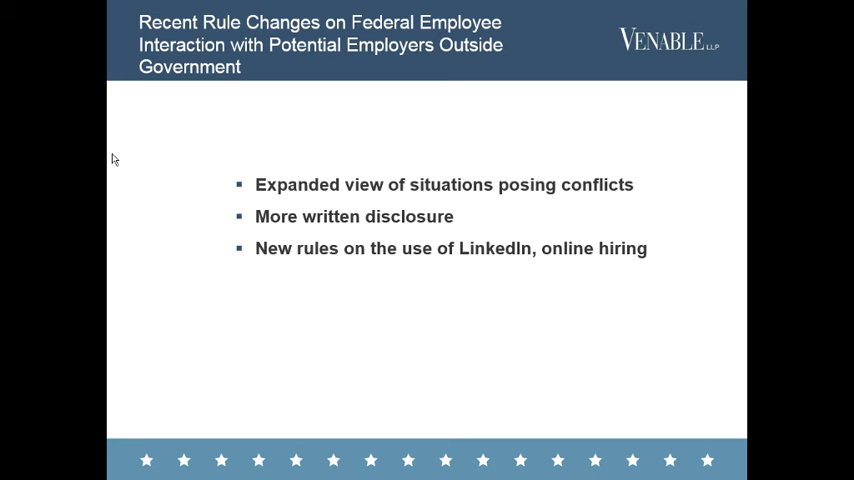 Recent Rule Changes on Federal Employee
Interaction with Potential Employers Outside
Government
VENABLE LLP
▪ Expanded view of situations posing conflicts
▪ More written disclosure
▪ New rules on the use of LinkedIn, online hiring